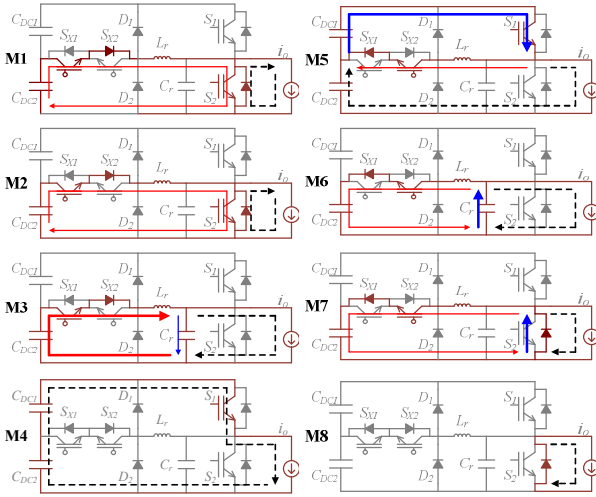 C_DC1
D_1
S_1
S_X1
S_X2
L_r
i_o
M1
C_DC2
D_2
C_r
S_2
C_DC1
D_1
S_1
S_X1
S_X2
L_r
i_o
M5
C_DC2
D_2
C_r
S_2
C_DC1
D_1
S_1
S_X1
S_X2
L_r
i_o
M2
C_DC2
D_2
C_r
S_2
C_DC1
D_1
S_1
S_X1
S_X2
L_r
i_o
M6
C_DC2
D_2
C_r
S_2
C_DC1
D_1
S_1
S_X1
S_X2
L_r
i_o
M3
C_DC2
D_2
C_r
S_2
C_DC1
D_1
S_1
S_X1
S_X2
L_r
i_o
M7
C_DC2
D_2
C_r
S_2
C_DC1
D_1
S_1
S_X1
S_X2
L_r
i_o
M4
C_DC2
D_2
C_r
S_2
C_DC1
D_1
S_1
S_X1
S_X2
L_r
i_o
M8
C_DC2
D_2
C_r
S_2